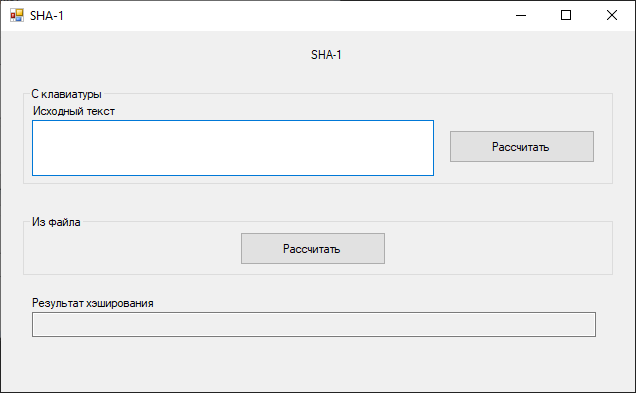 SHA-1
SHA-1
С клавиатуры
Исходный текст
Рассчитать
Из файла
Рассчитать
Результат хэширования